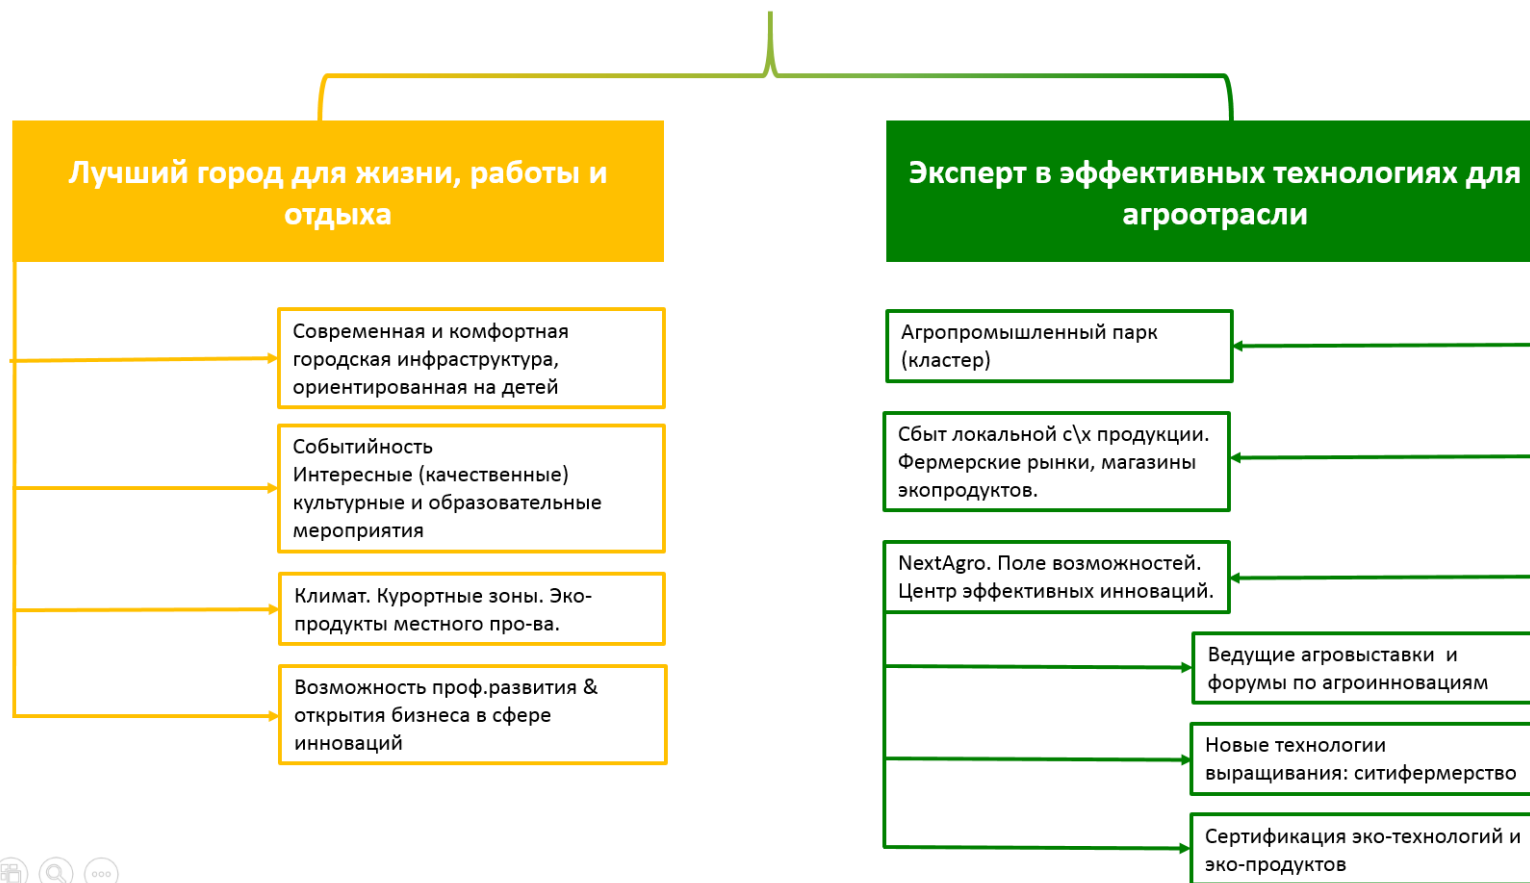 Лучший город для жизни, работы и
отдыха
Современная и комфортная
городская инфраструктура,
ориентированная на детей
Событийность
Интересные (качественные)
культурные и образовательные
мероприятия
Климат. Курортные зоны. Эко-
продукты местного про-ва.
Возможность проф.развития &
открытия бизнеса в сфере
инноваций
Эксперт в эффективных технологиях для
агроотрасли
Агропромышленный парк
(кластер)
Сбыт локальной с\х продукции.
Фермерские рынки, магазины
экопродуктов.
NextAgro. Поле возможностей.
Центр эффективных инноваций.
Ведущие агровыставки и
форумы по агроинновациям
Новые технологии
выращивания: ситифермерство
Сертификация эко-технологий и
эко-продуктов